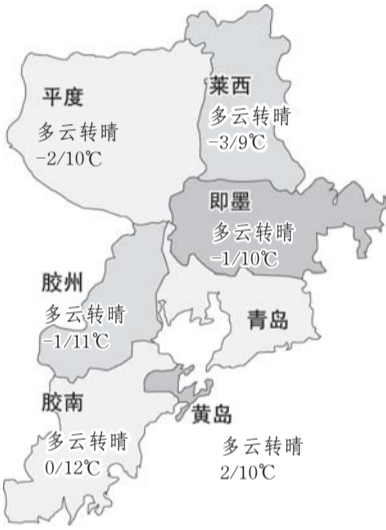 平度
多云转晴
-2/10℃
莱西
多云转晴
-3/9℃
即墨
多云转晴
-1/10℃
胶州
多云转晴
-1/11℃
青岛
胶南
多云转晴
0/12℃
黄岛
多云转晴
2/10℃